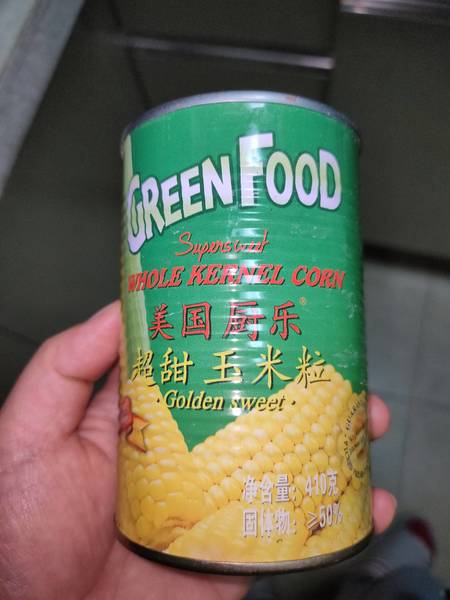 GREEN FOOD
Supersweet
WHOLE KERNEL CORN
美国厨乐®
超甜玉米粒
·Golden sweet·
净含量：410克
固体物：≥50%